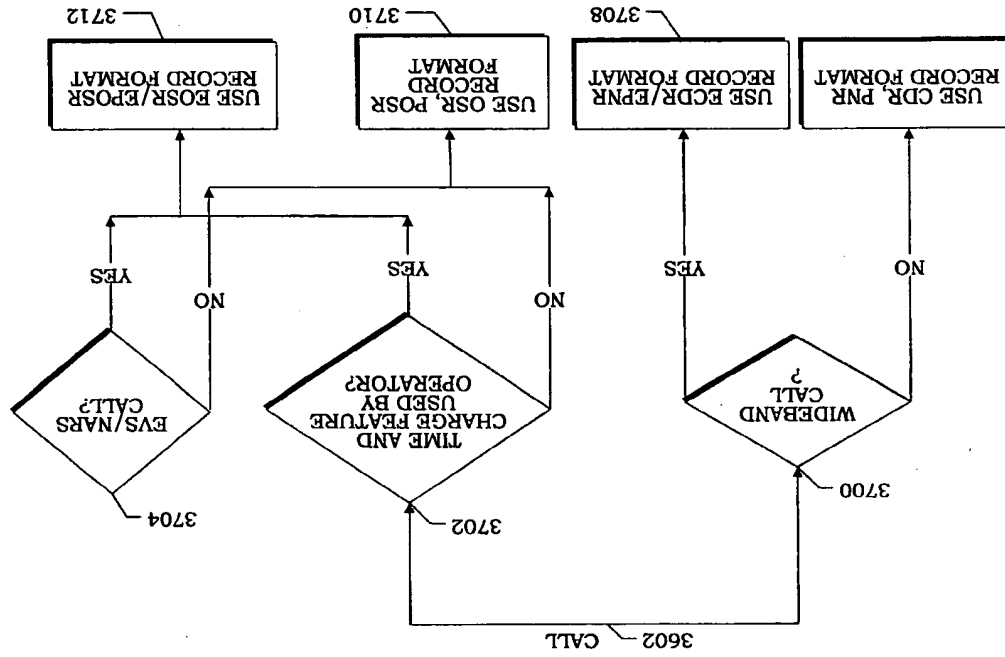 CALL
3602
3700
WIDEBAND
CALL
?
3702
TIME AND
CHARGE FEATURE
USED BY
OPERATOR?
3704
EVS/NARS
CALL?
NO
YES
NO
YES
NO
YES
USE CDR, PNR
RECORD FORMAT
USE ECDR/EPNR
RECORD FORMAT
USE OSR, POSR
RECORD
FORMAT
USE EOSR/EPOSR
RECORD FORMAT
3708
3710
3712